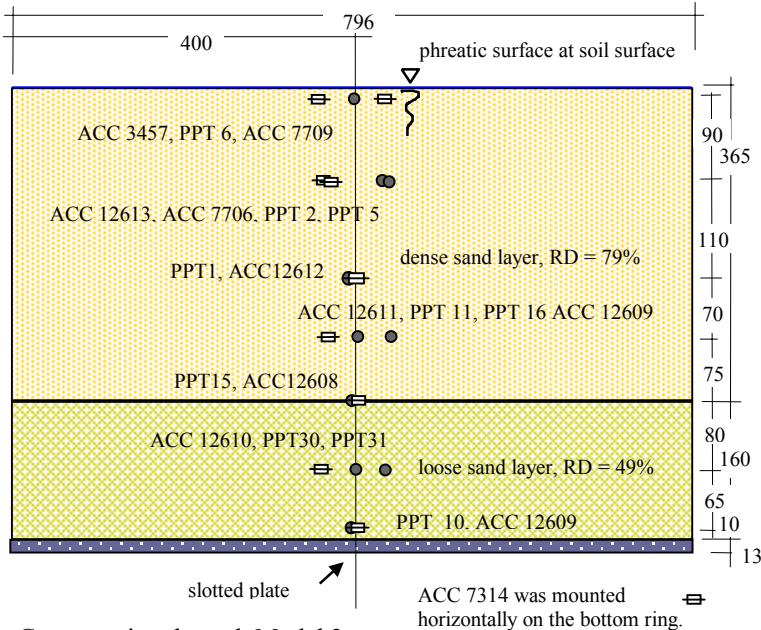 796
400
phreatic surface at soil surface
ACC 3457, PPT 6, ACC 7709
90
365
ACC 12613, ACC 7706, PPT 2, PPT 5
110
dense sand layer, RD = 79%
PPT1, ACC12612
ACC 12611, PPT 11, PPT 16 ACC 12609
70
PPT15, ACC12608
75
ACC 12610, PPT30, PPT31
80
160
loose sand layer, RD = 49%
65
PPT 10. ACC 12609
10
13
slotted plate
ACC 7314 was mounted
horizontally on the bottom ring.